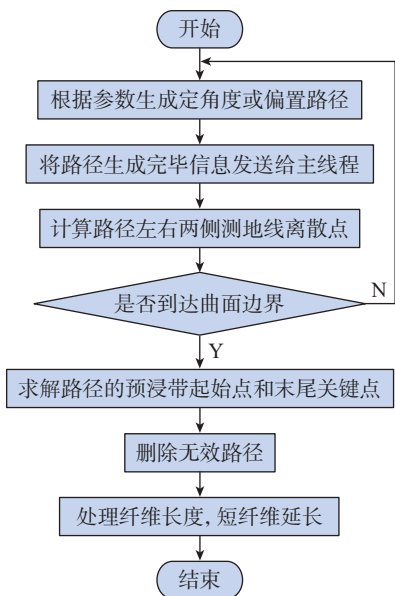 开始
根据参数生成定角度或偏置路径
将路径生成完毕信息发送给主线程
计算路径左右两侧测地线离散点
是否到达曲面边界
N
Y
求解路径的预浸带起始点和末尾关键点
删除无效路径
处理纤维长度, 短纤维延长
结束